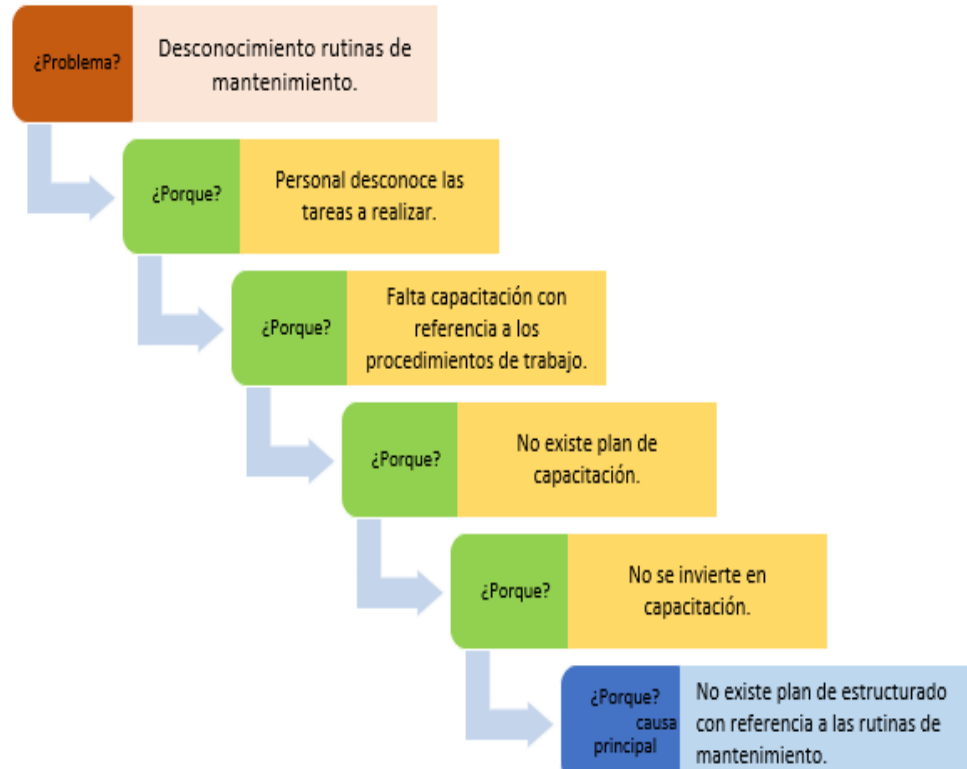 ¿Problema?
Desconocimiento rutinas de
mantenimiento.
¿Porque?
Personal desconoce las
tareas a realizar.
¿Porque?
Falta capacitación con
referencia a los
procedimientos de trabajo.
¿Porque?
No existe plan de
capacitación.
¿Porque?
No se invierte en
capacitación.
¿Porque?
causa
principal
No existe plan de estructurado
con referencia a las rutinas de
mantenimiento.